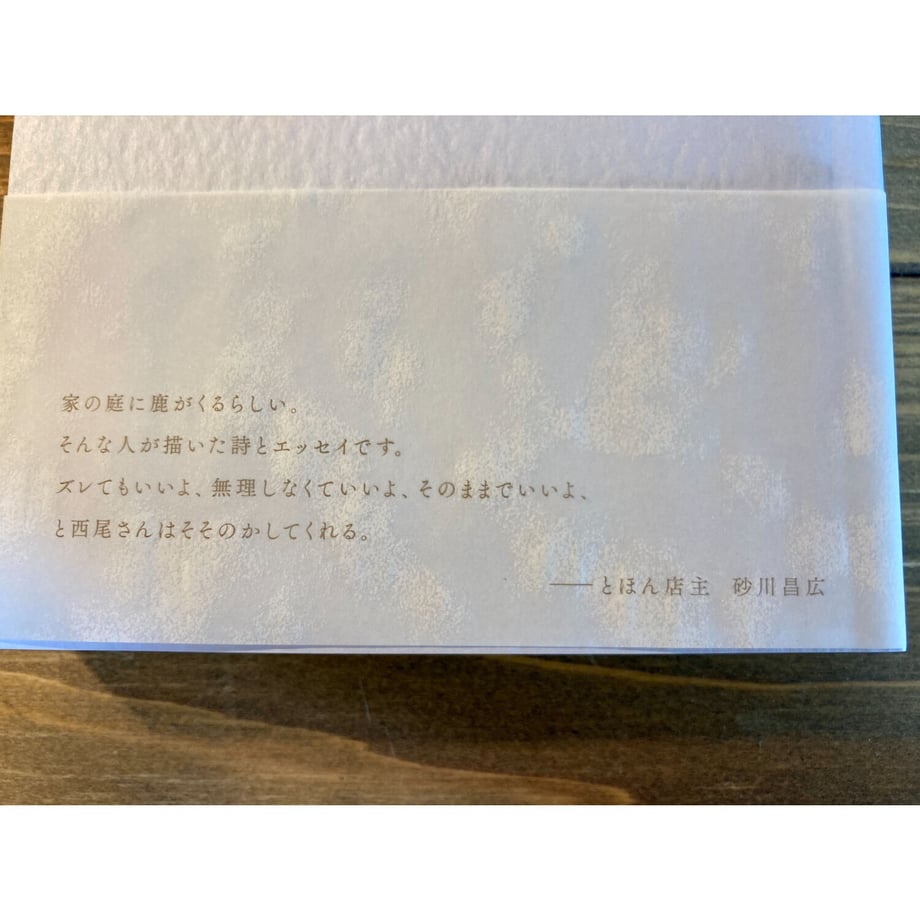 家の庭に鹿がくるらしい。
そんな人が描いた詩とエッセイです。
ズレてもいいよ、無理しなくていいよ、そのままでいいよ、
と西尾さんはそそのかしてくれる。
──とほん店主　砂川昌広